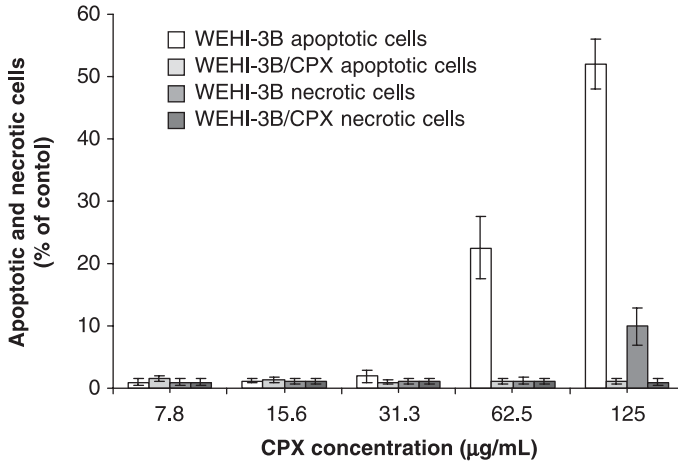 Apoptotic and necrotic cells
(% of contol)
60
50
40
30
20
10
0
WEHI-3B apoptotic cells
WEHI-3B/CPX apoptotic cells
WEHI-3B necrotic cells
WEHI-3B/CPX necrotic cells
7.8 15.6 31.3 62.5 125
CPX concentration (μg/mL)